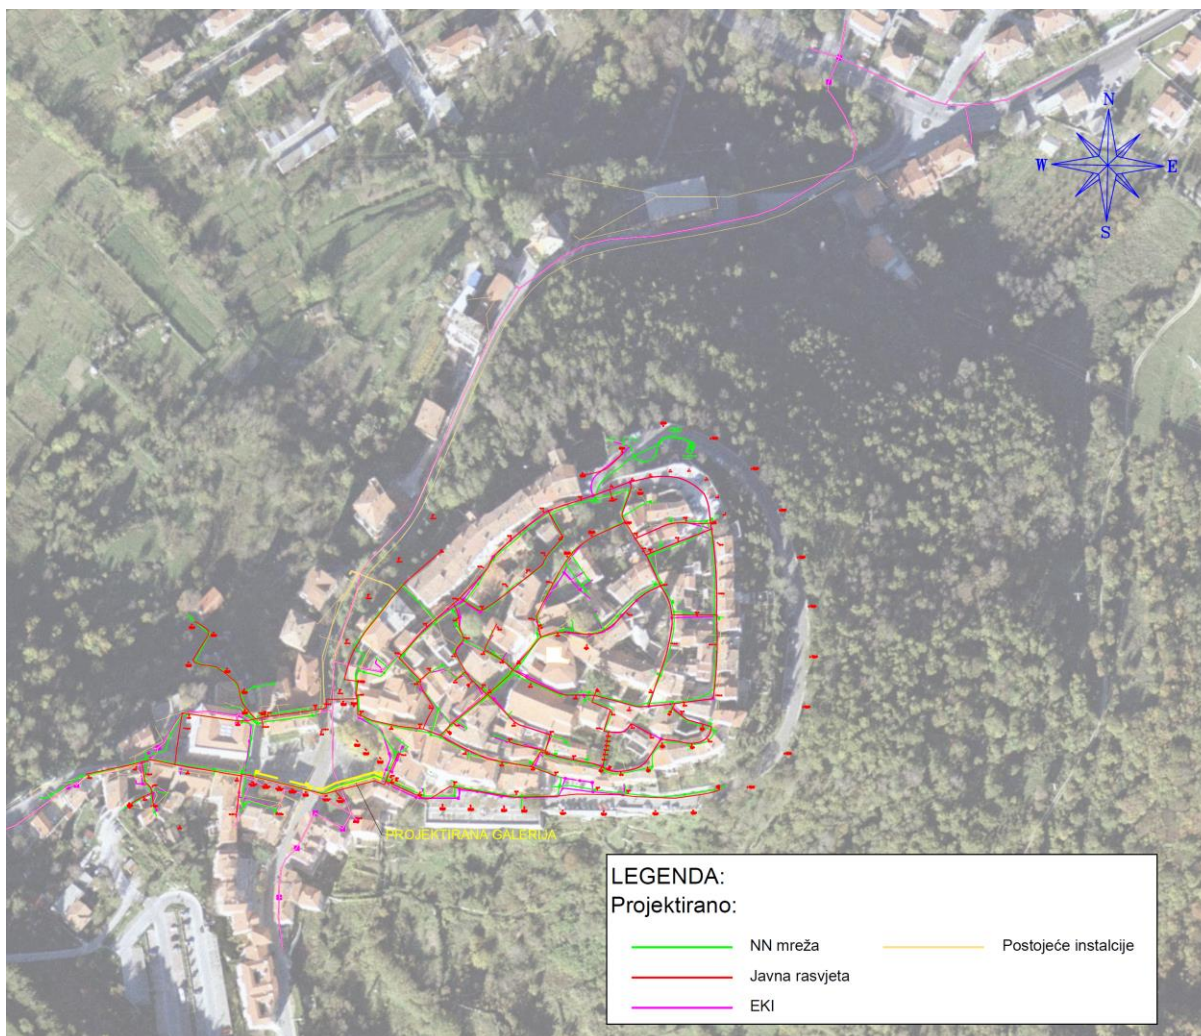 N
W
E
S
PROJEKTIRANA GALERIJA
LEGENDA:
Projektirano:
NN mreža
Postojeće instalcije
Javna rasvjeta
EKI